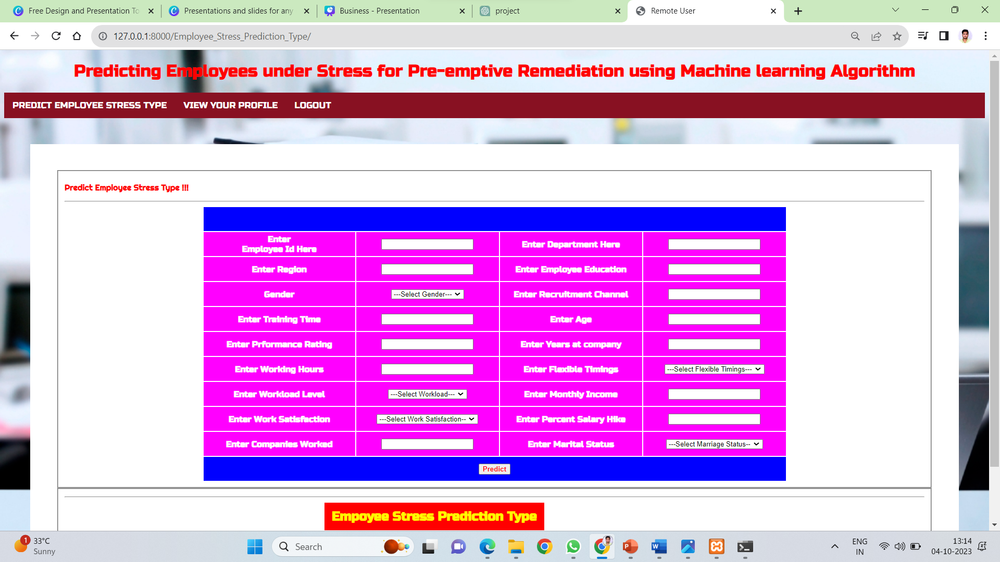 Free Design and Presentation To
Presentations and slides for any
Business - Presentation
project
Remote User
127.0.0.1:8000/Employee_Stress_Prediction_Type/
Predicting Employees under Stress for Pre-emptive Remediation using Machine learning Algorithm
PREDICT EMPLOYEE STRESS TYPE VIEW YOUR PROFILE LOGOUT
Predict Employee Stress Type !!!
Enter
Employee Id Here
Enter Department Here
Enter Region
Enter Employee Education
Gender
---Select Gender---
Enter Recruitment Channel
Enter Training Time
Enter Age
Enter Prformance Rating
Enter Years at company
Enter Working Hours
Enter Flexible Timings
---Select Flexible Timings---
Enter Workload Level
---Select Workload---
Enter Monthly Income
Enter Work Satisfaction
---Select Work Satisfaction--
Enter Percent Salary Hike
Enter Companies Worked
Enter Marital Status
---Select Marriage Status--
Predict
Empoyee Stress Prediction Type
1
33°C
Sunny
Search
ENG
IN
13:14
04-10-2023